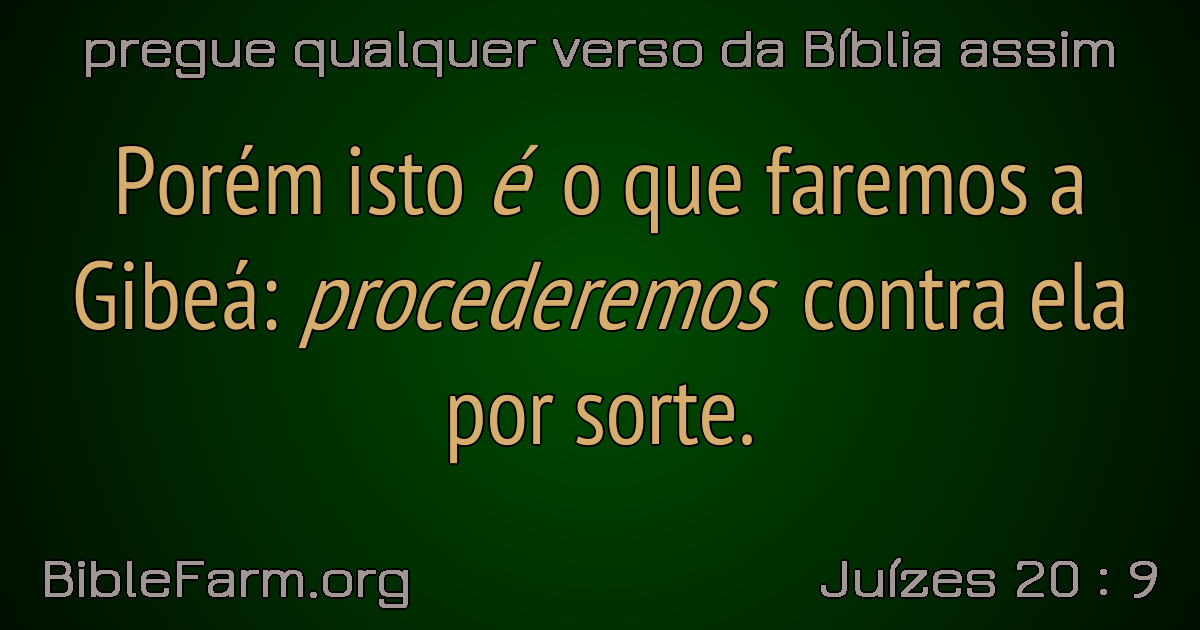 pregue qualquer verso da Bíblia assim
Porém isto é o que faremos a
Gibeá: procederemos contra ela
por sorte.
BibleFarm.org
Juízes 20 : 9